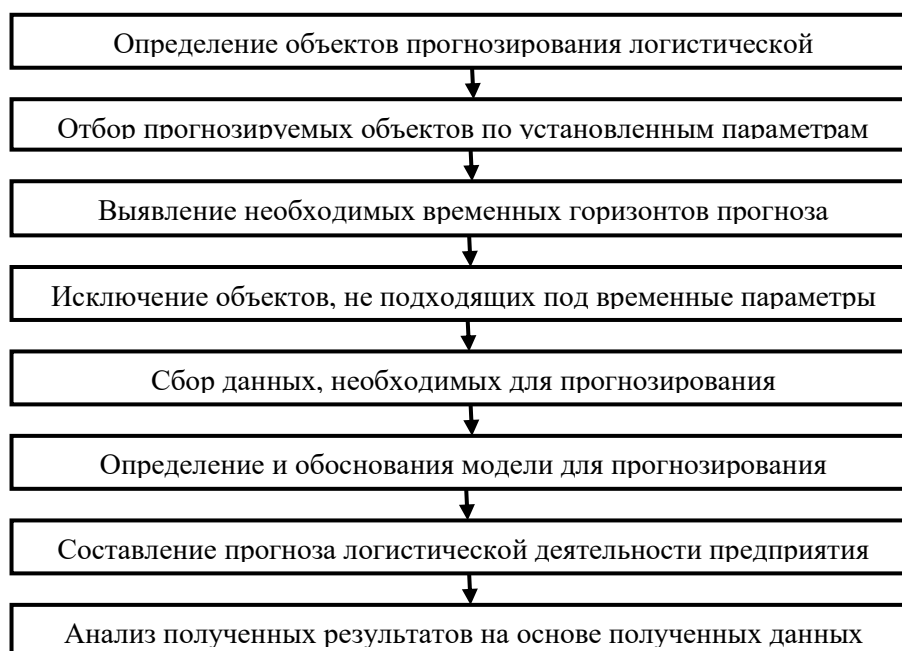 Определение объектов прогнозирования логистической
Отбор прогнозируемых объектов по установленным параметрам
Выявление необходимых временных горизонтов прогноза
Исключение объектов, не подходящих под временные параметры
Сбор данных, необходимых для прогнозирования
Определение и обоснования модели для прогнозирования
Составление прогноза логистической деятельности предприятия
Анализ полученных результатов на основе полученных данных